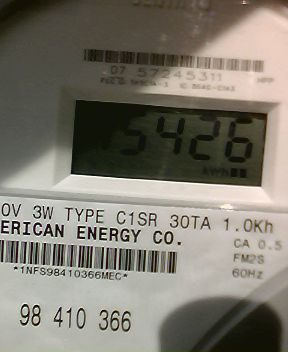 07 57245311
5426
kWh
0V 3W TYPE C1SR 30TA 1.0Kh
ERICAN ENERGY CO.
CA 0.5
FM2S
60Hz
*1NFS98410366MEC*
98 410 366